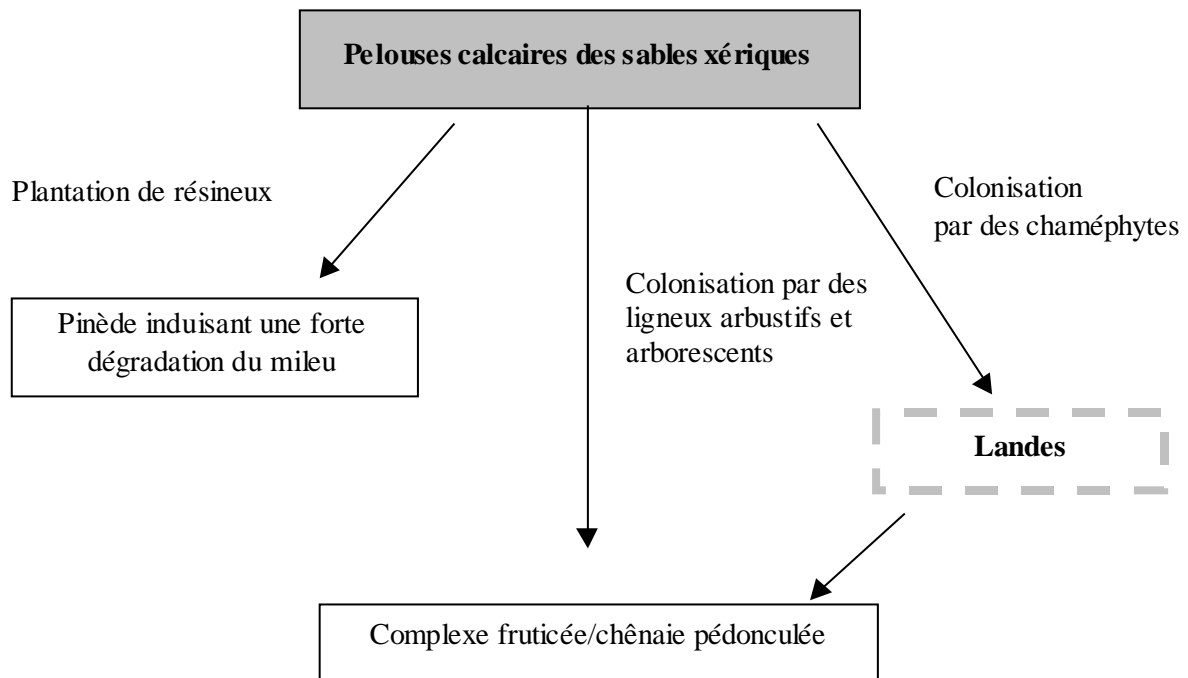 Pelouses calcaires des sables xériques
Plantation de résineux
Colonisation
par des chaméphytes
Colonisation par des
ligneux arbustifs et
arborescents
Pinède induisant une forte
dégradation du mileu
Landes
Complexe fruticée/chênaie pédonculée